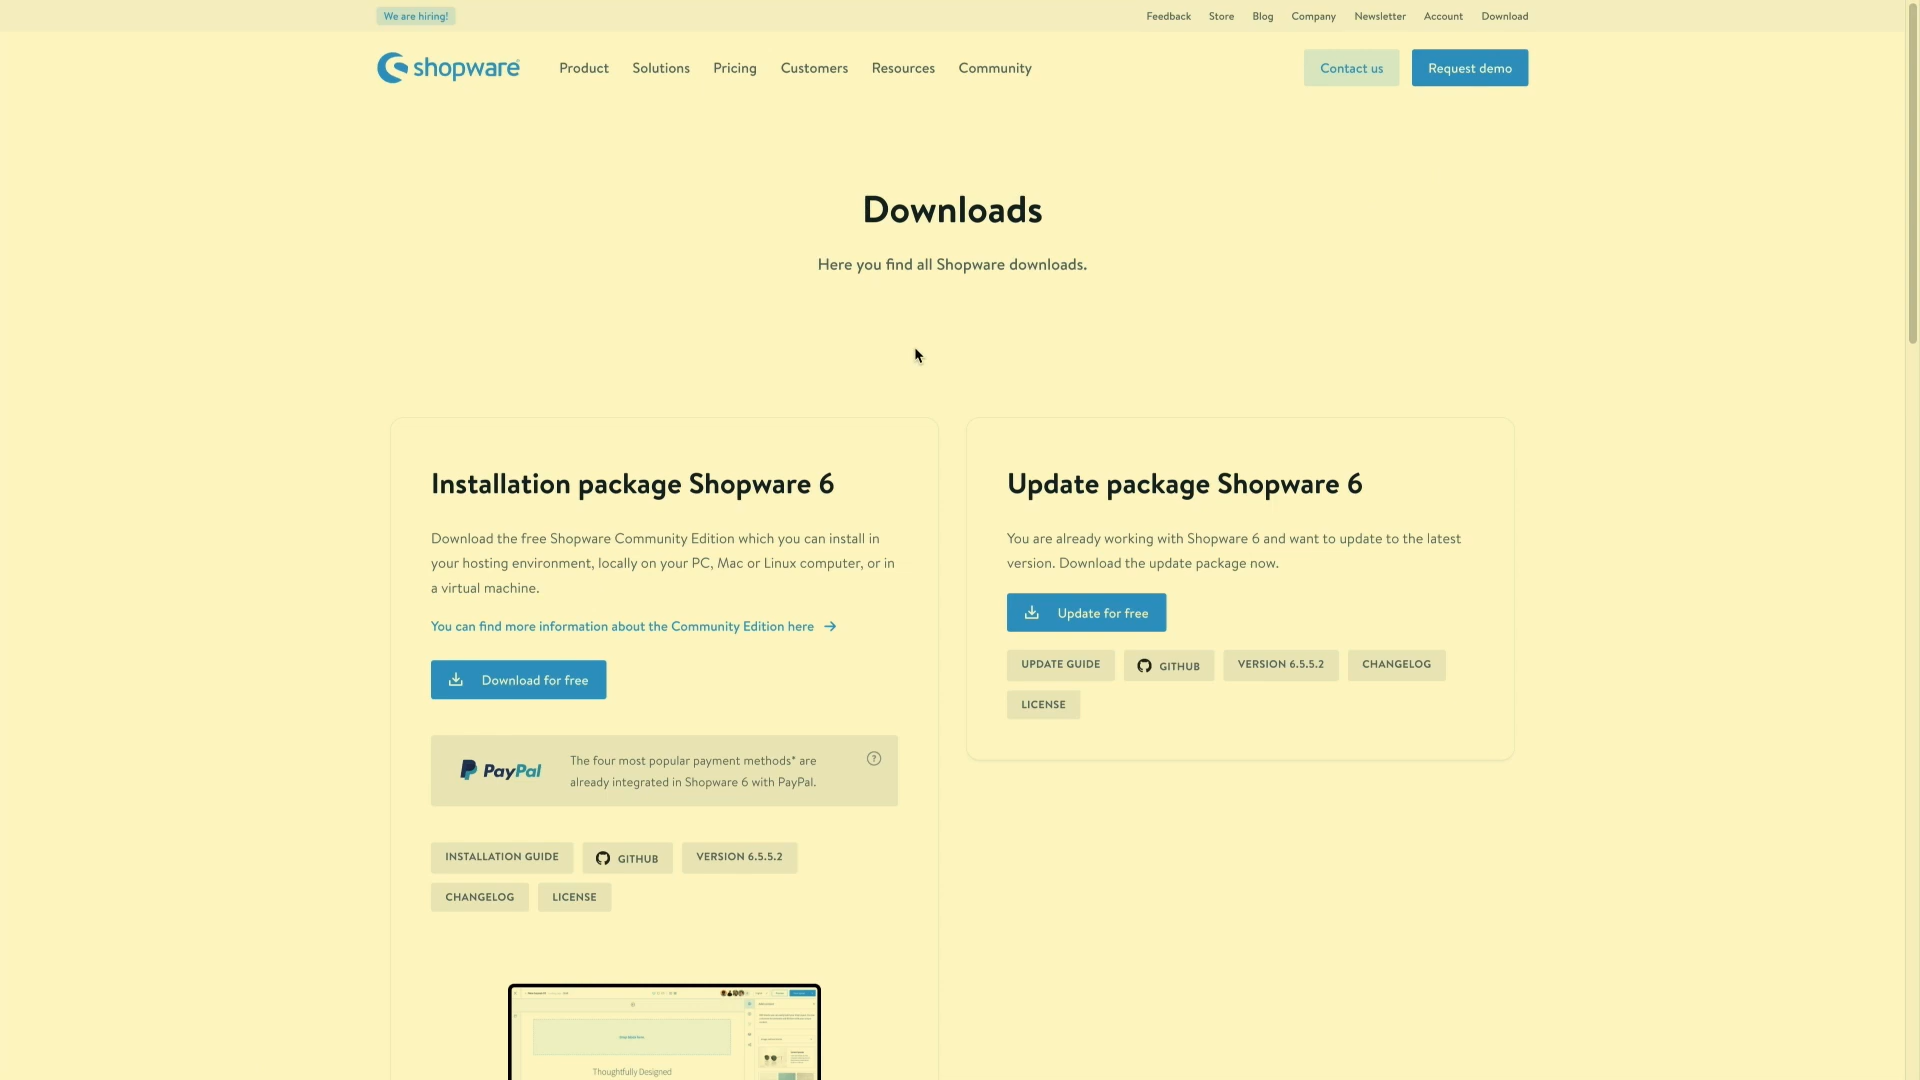 We are hiring!
Feedback Store Blog Company Newsletter Account Download
shopware
Product Solutions Pricing Customers Resources Community
Contact us
Request demo
Downloads
Here you find all Shopware downloads.
Installation package Shopware 6
Download the free Shopware Community Edition which you can install in
your hosting environment, locally on your PC, Mac or Linux computer, or in
a virtual machine.
You can find more information about the Community Edition here →
Download for free
PayPal
The four most popular payment methods* are
already integrated in Shopware 6 with PayPal.
?
INSTALLATION GUIDE GITHUB VERSION 6.5.5.2
CHANGELOG LICENSE
Thoughtfully Designed
Update package Shopware 6
You are already working with Shopware 6 and want to update to the latest
version. Download the update package now.
Update for free
UPDATE GUIDE GITHUB VERSION 6.5.5.2 CHANGELOG
LICENSE